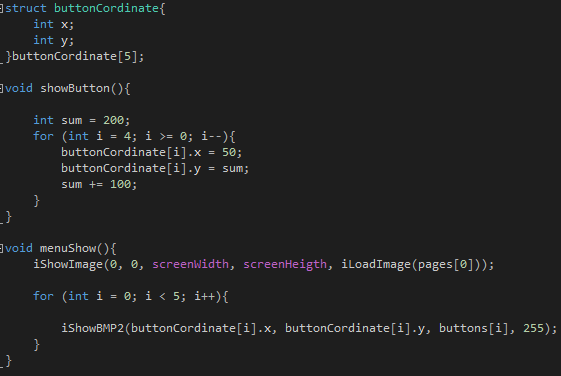 struct buttonCordinate{
    int x;
    int y;
}buttonCordinate[5];
void showButton(){
    int sum = 200;
    for (int i = 4; i >= 0; i--){
        buttonCordinate[i].x = 50;
        buttonCordinate[i].y = sum;
        sum += 100;
    }
}
void menuShow(){
    iShowImage(0, 0, screenWidth, screenHeigth, iLoadImage(pages[0]));
    for (int i = 0; i < 5; i++){
        iShowBMP2(buttonCordinate[i].x, buttonCordinate[i].y, buttons[i], 255);
    }
}